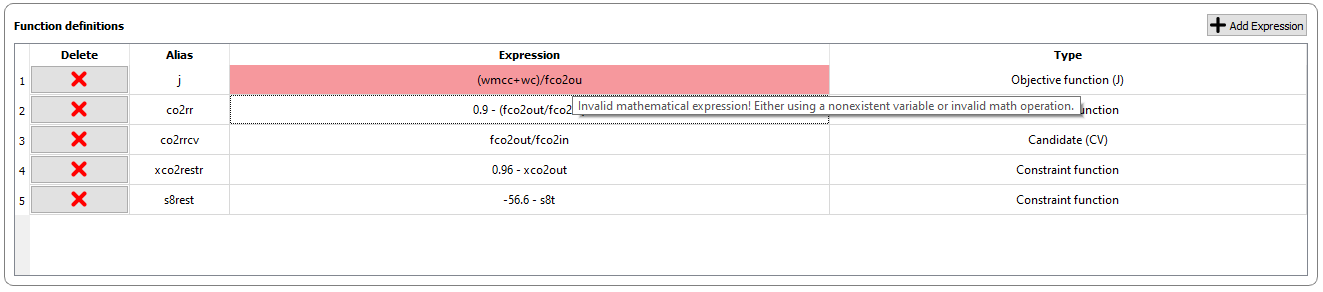 Function definitions
Add Expression
Delete Alias Expression Type
1 j (wmcc+wc)/fco2ou Objective function (J)
2 co2rr 0.9 - (fco2out/fco2 nction
Invalid mathematical expression! Either using a nonexistent variable or invalid math operation.
3 co2rrcv fco2out/fco2in Candidate (CV)
4 xco2restr 0.96 - xco2out Constraint function
5 s8rest -56.6 - s8t Constraint function